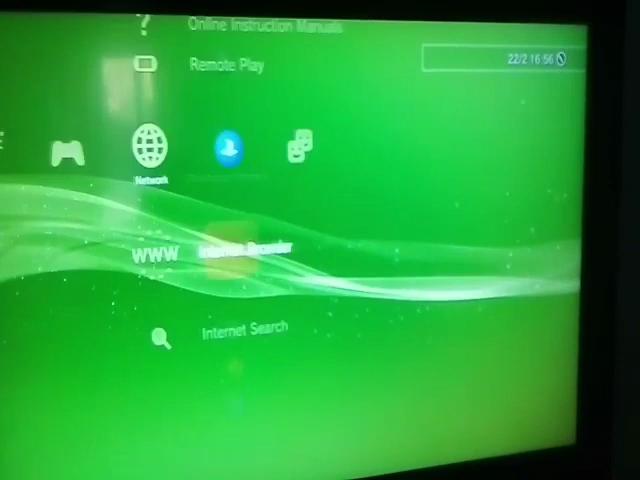 Online Instruction Manuals
Remote Play
22/2 16:56
Network
WWW
Internet Browser
Internet Search